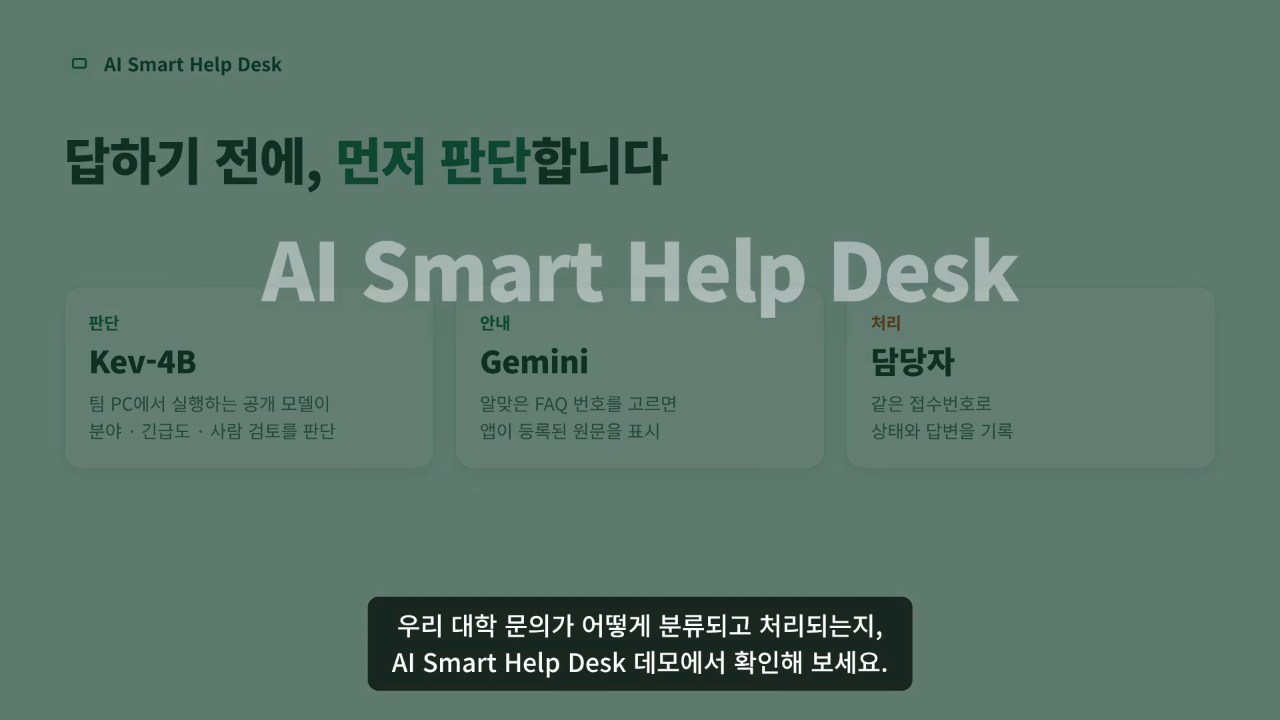 AI Smart Help Desk
답하기 전에, 먼저 판단합니다
AI Smart Help Desk
판단
Kev-4B
팀 PC에서 실행하는 공개 모델이
분야 · 긴급도 · 사람 검토를 판단
안내
Gemini
알맞은 FAQ 번호를 고르면
앱이 등록된 원문을 표시
처리
담당자
같은 접수번호로
상태와 답변을 기록
우리 대학 문의가 어떻게 분류되고 처리되는지,
AI Smart Help Desk 데모에서 확인해 보세요.